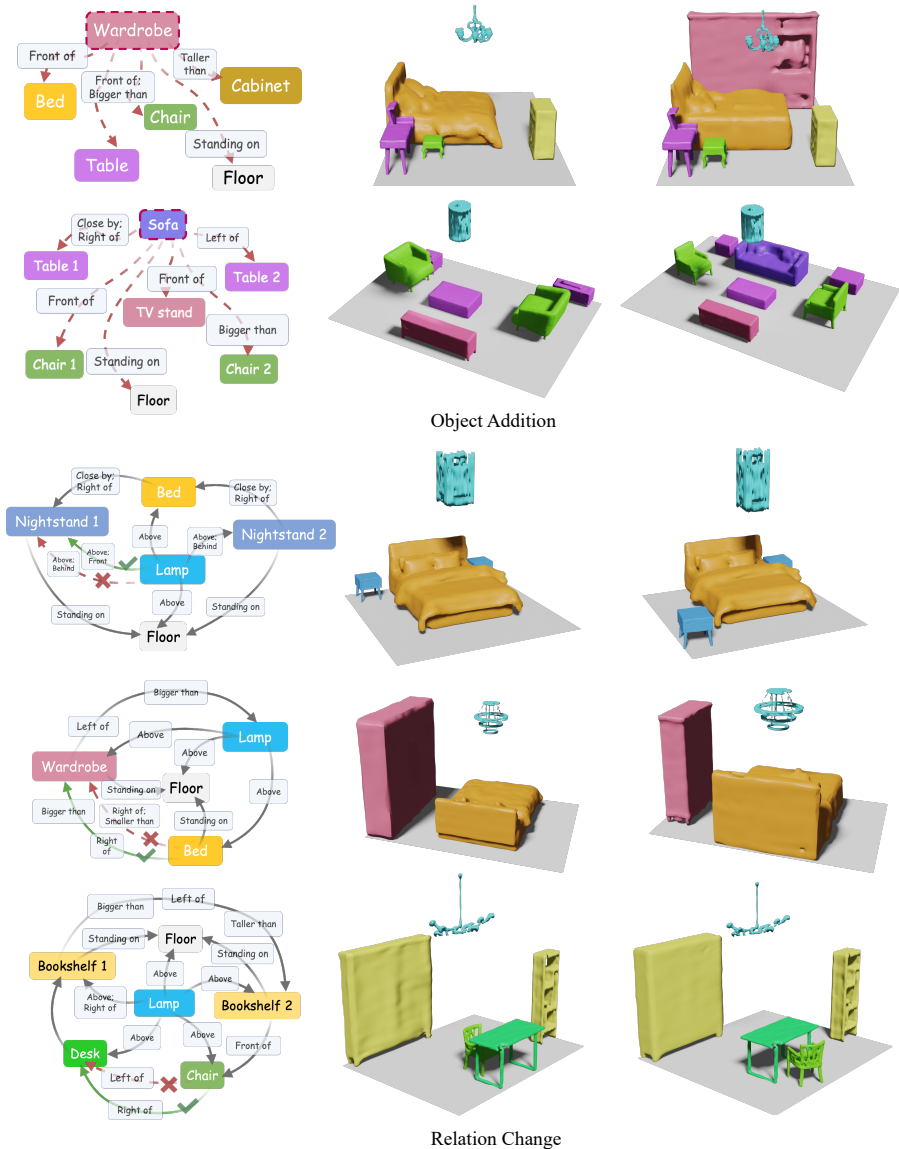 Wardrobe
Front of
Taller
than
Front of;
Bigger than
Bed
Cabinet
Chair
Standing on
Table
Floor
Close by;
Right of
Sofa
Left of
Table 1
Table 2
Front of
Front of
TV stand
Bigger than
Chair 1
Standing on
Chair 2
Floor
Object Addition
Close by;
Right of
Bed
Close by;
Right of
Nightstand 1
Above
Above;
Behind
Nightstand 2
Above;
Front
Above;
Behind
Lamp
Above
Standing on
Standing on
Floor
Bigger than
Left of
Above
Lamp
Above
Wardrobe
Standing on
Floor
Above
Bigger than
Right of;
Smaller than
Standing on
Right
of
Bed
Left of
Bigger than
Taller than
Standing on
Floor
Standing on
Bookshelf 1
Above
Above
Above;
Right of
Lamp
Bookshelf 2
Above
Above
Front of
Desk
Left of
Chair
Right of
Relation Change